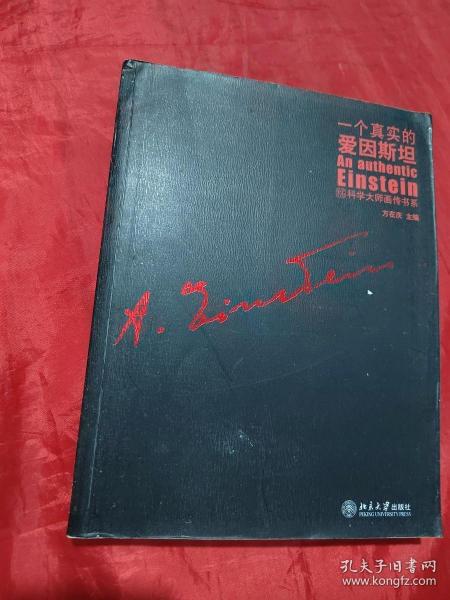 一个真实的
爱因斯坦
An authentic
Einstein
科学大师画传书系
方在庆 主编
A. Einstein
北京大学出版社
PEKING UNIVERSITY PRESS
孔夫子旧书网
www.kongfz.com